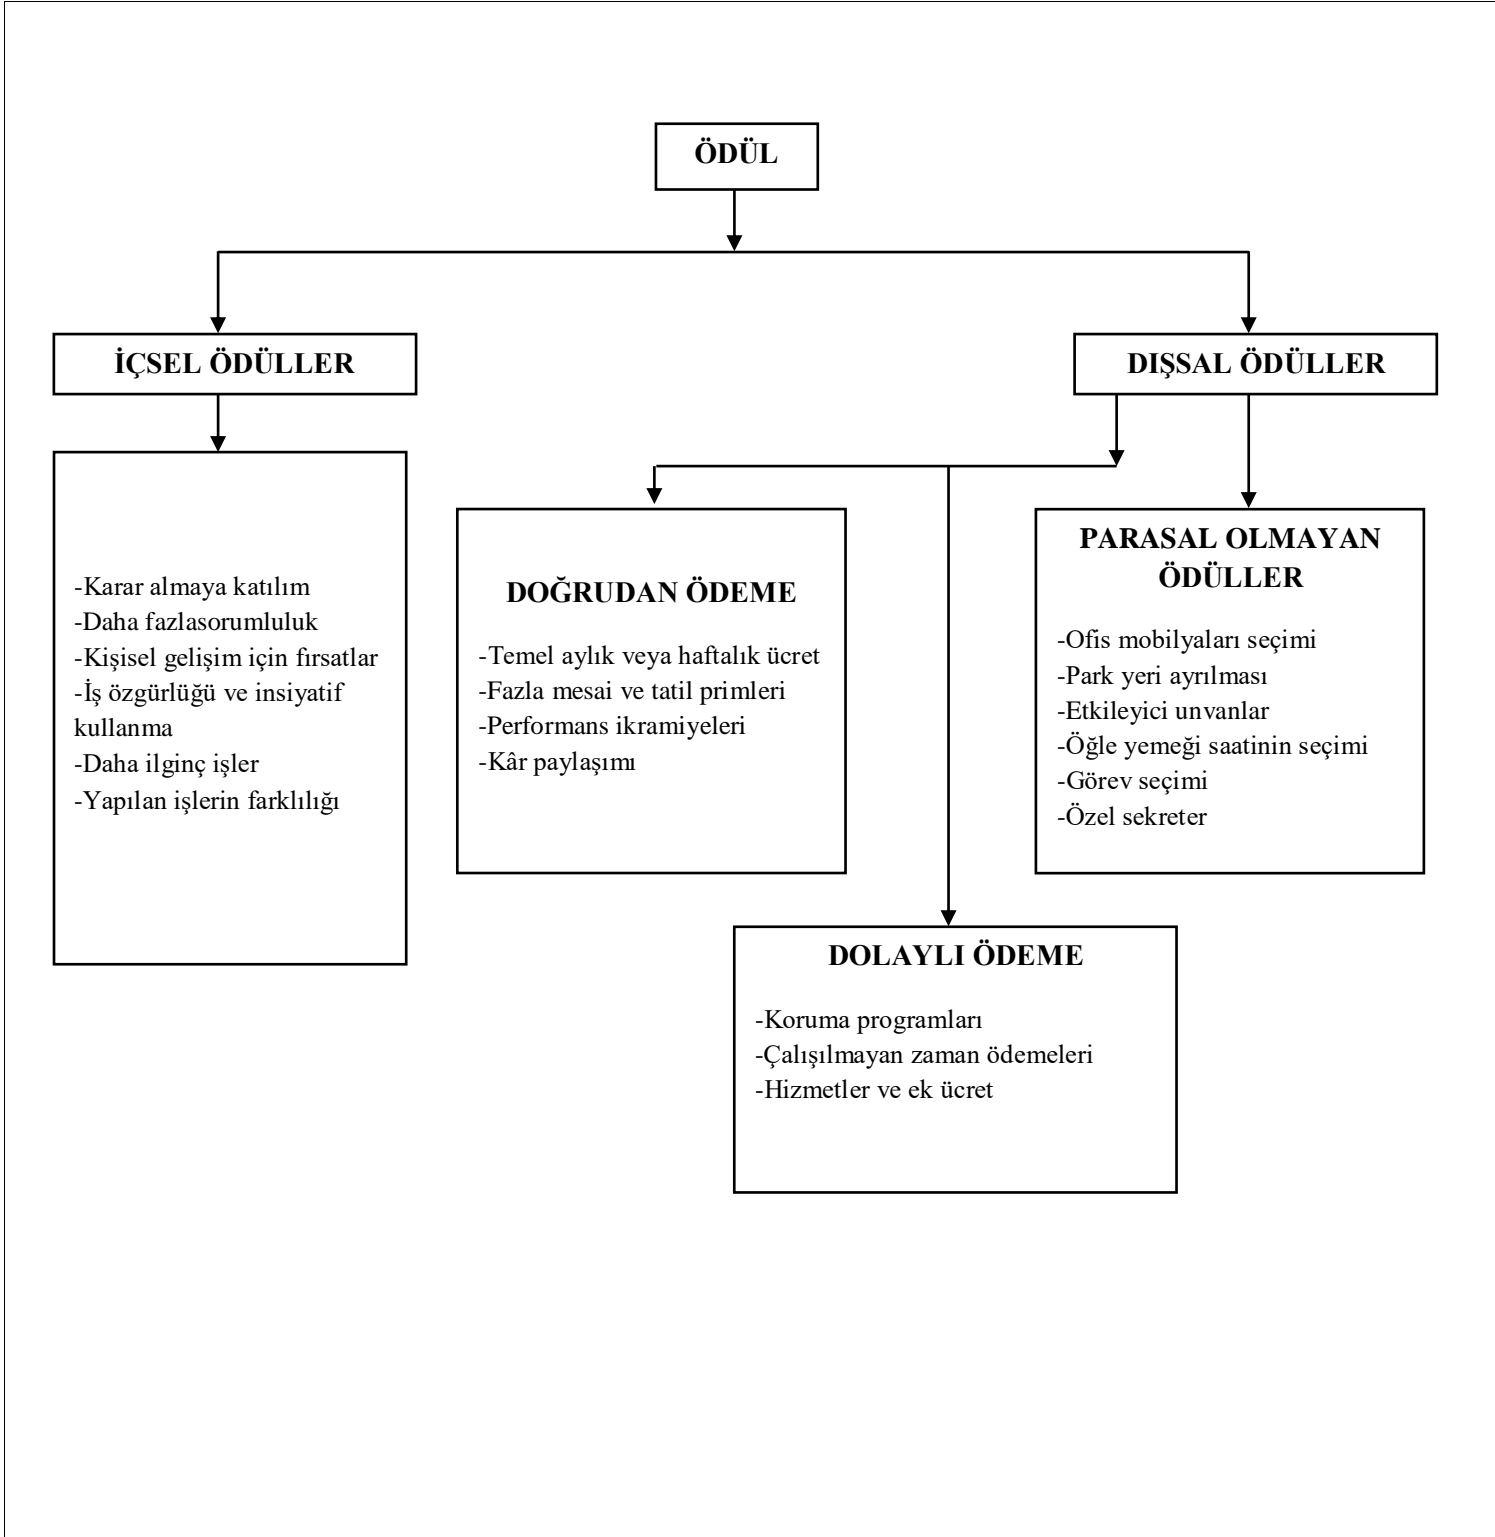 ÖDÜL
İÇSEL ÖDÜLLER
DIŞSAL ÖDÜLLER
-Karar almaya katılım
-Daha fazlasorumluluk
-Kişisel gelişim için fırsatlar
-İş özgürlüğü ve insiyatif
kullanma
-Daha ilginç işler
-Yapılan işlerin farklılığı
DOĞRUDAN ÖDEME
-Temel aylık veya haftalık ücret
-Fazla mesai ve tatil primleri
-Performans ikramiyeleri
-Kâr paylaşımı
PARASAL OLMAYAN
ÖDÜLLER
-Ofis mobilyaları seçimi
-Park yeri ayrılması
-Etkileyici unvanlar
-Öğle yemeği saatinin seçimi
-Görev seçimi
-Özel sekreter
DOLAYLI ÖDEME
-Koruma programları
-Çalışılmayan zaman ödemeleri
-Hizmetler ve ek ücret